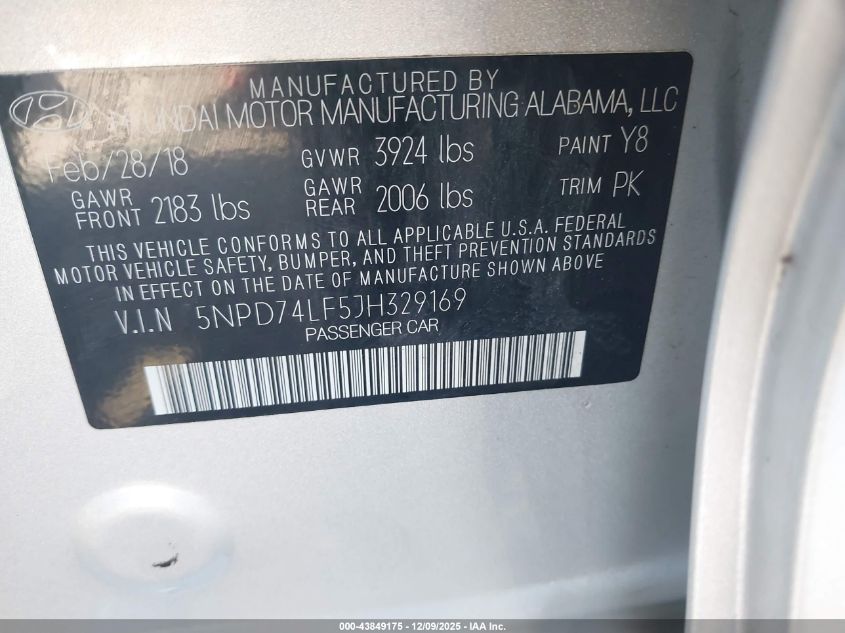 MANUFACTURED BY
HYUNDAI MOTOR MANUFACTURING ALABAMA, LLC
Feb/28/18 GVWR 3924 lbs PAINT Y8
GAWR FRONT 2183 lbs GAWR REAR 2006 lbs TRIM PK
THIS VEHICLE CONFORMS TO ALL APPLICABLE U.S.A. FEDERAL
MOTOR VEHICLE SAFETY, BUMPER, AND THEFT PREVENTION STANDARDS
IN EFFECT ON THE DATE OF MANUFACTURE SHOWN ABOVE
V.I.N 5NPD74LF5JH329169
PASSENGER CAR
000-43849175 - 12/09/2025 - IAA Inc.